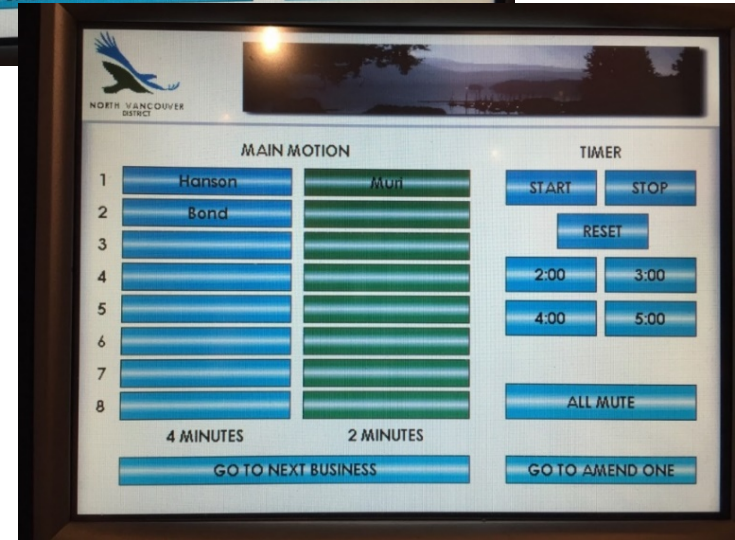 NORTH VANCOUVER
DISTRICT
MAIN MOTION
TIMER
1 Hanson Muri
START STOP
2 Bond
RESET
3
4
2:00 3:00
5
4:00 5:00
6
7
8
ALL MUTE
4 MINUTES 2 MINUTES
GO TO NEXT BUSINESS
GO TO AMEND ONE